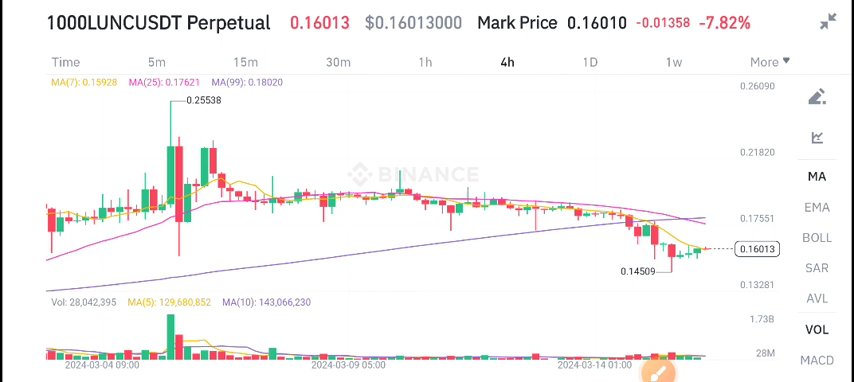 1000LUNCUSDT Perpetual 0.16013 $0.16013000 Mark Price 0.16010 -0.01358 -7.82%
Time 5m 15m 30m 1h 4h 1D 1w More
MA(7): 0.15928 MA(25): 0.17621 MA(99): 0.18020
0.26090
0.25538
0.21820
BINANCE
MA
EMA
0.17551
BOLL
0.16013
SAR
0.14509
0.13281
AVL
Vol: 28,042,395 MA(5): 129,680,852 MA(10): 143,066,230
1.73B
VOL
28M
MACD
2024-03-04 09:00 2024-03-09 05:00 2024-03-14 01:00